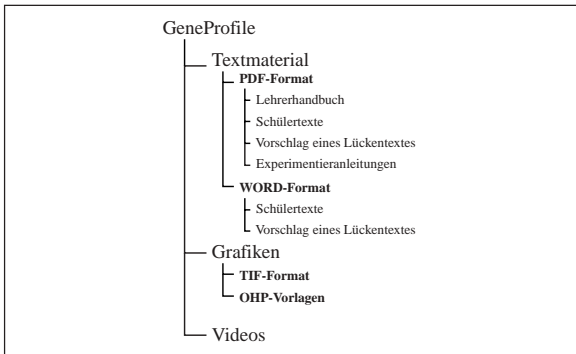 GeneProfile
Textmaterial
PDF-Format
Lehrerhandbuch
Schülertexte
Vorschlag eines Lückentextes
Experimentieranleitungen
WORD-Format
Schülertexte
Vorschlag eines Lückentextes
Grafiken
TIF-Format
OHP-Vorlagen
Videos